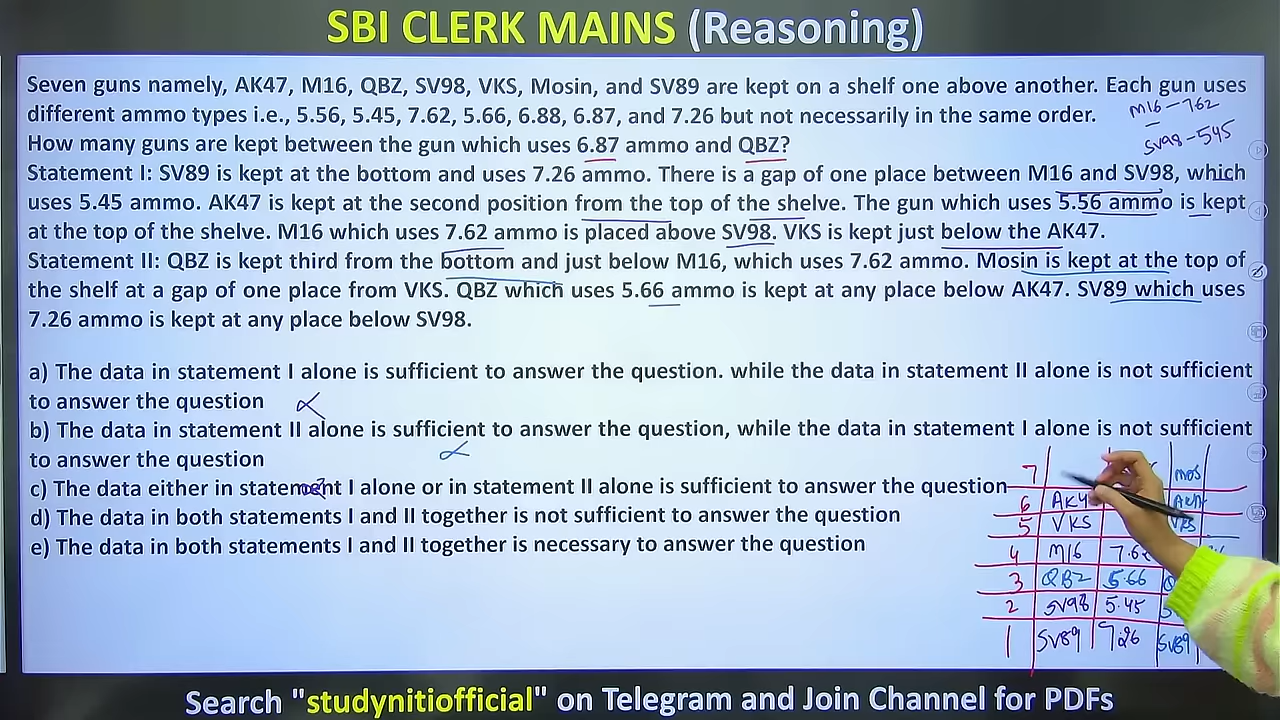 SBI CLERK MAINS (Reasoning)
Seven guns namely, AK47, M16, QBZ, SV98, VKS, Mosin, and SV89 are kept on a shelf one above another. Each gun uses
different ammo types i.e., 5.56, 5.45, 7.62, 5.66, 6.88, 6.87, and 7.26 but not necessarily in the same order.
M16 - 762
SV98 - 545
How many guns are kept between the gun which uses 6.87 ammo and QBZ?
Statement I: SV89 is kept at the bottom and uses 7.26 ammo. There is a gap of one place between M16 and SV98, which
uses 5.45 ammo. AK47 is kept at the second position from the top of the shelve. The gun which uses 5.56 ammo is kept
at the top of the shelve. M16 which uses 7.62 ammo is placed above SV98. VKS is kept just below the AK47.
Statement II: QBZ is kept third from the bottom and just below M16, which uses 7.62 ammo. Mosin is kept at the top of
the shelf at a gap of one place from VKS. QBZ which uses 5.66 ammo is kept at any place below AK47. SV89 which uses
7.26 ammo is kept at any place below SV98.
a) The data in statement I alone is sufficient to answer the question. while the data in statement II alone is not sufficient
to answer the question
b) The data in statement II alone is sufficient to answer the question, while the data in statement I alone is not sufficient
to answer the question
c) The data either in statement I alone or in statement II alone is sufficient to answer the question
d) The data in both statements I and II together is not sufficient to answer the question
e) The data in both statements I and II together is necessary to answer the question
7 mos
6 AK4
5 VKS VKS
4 M16
3 QBZ 5.66
2 SV98 5.45
1 SV89 7.26 SV89
Search "studynitiofficial" on Telegram and Join Channel for PDFs